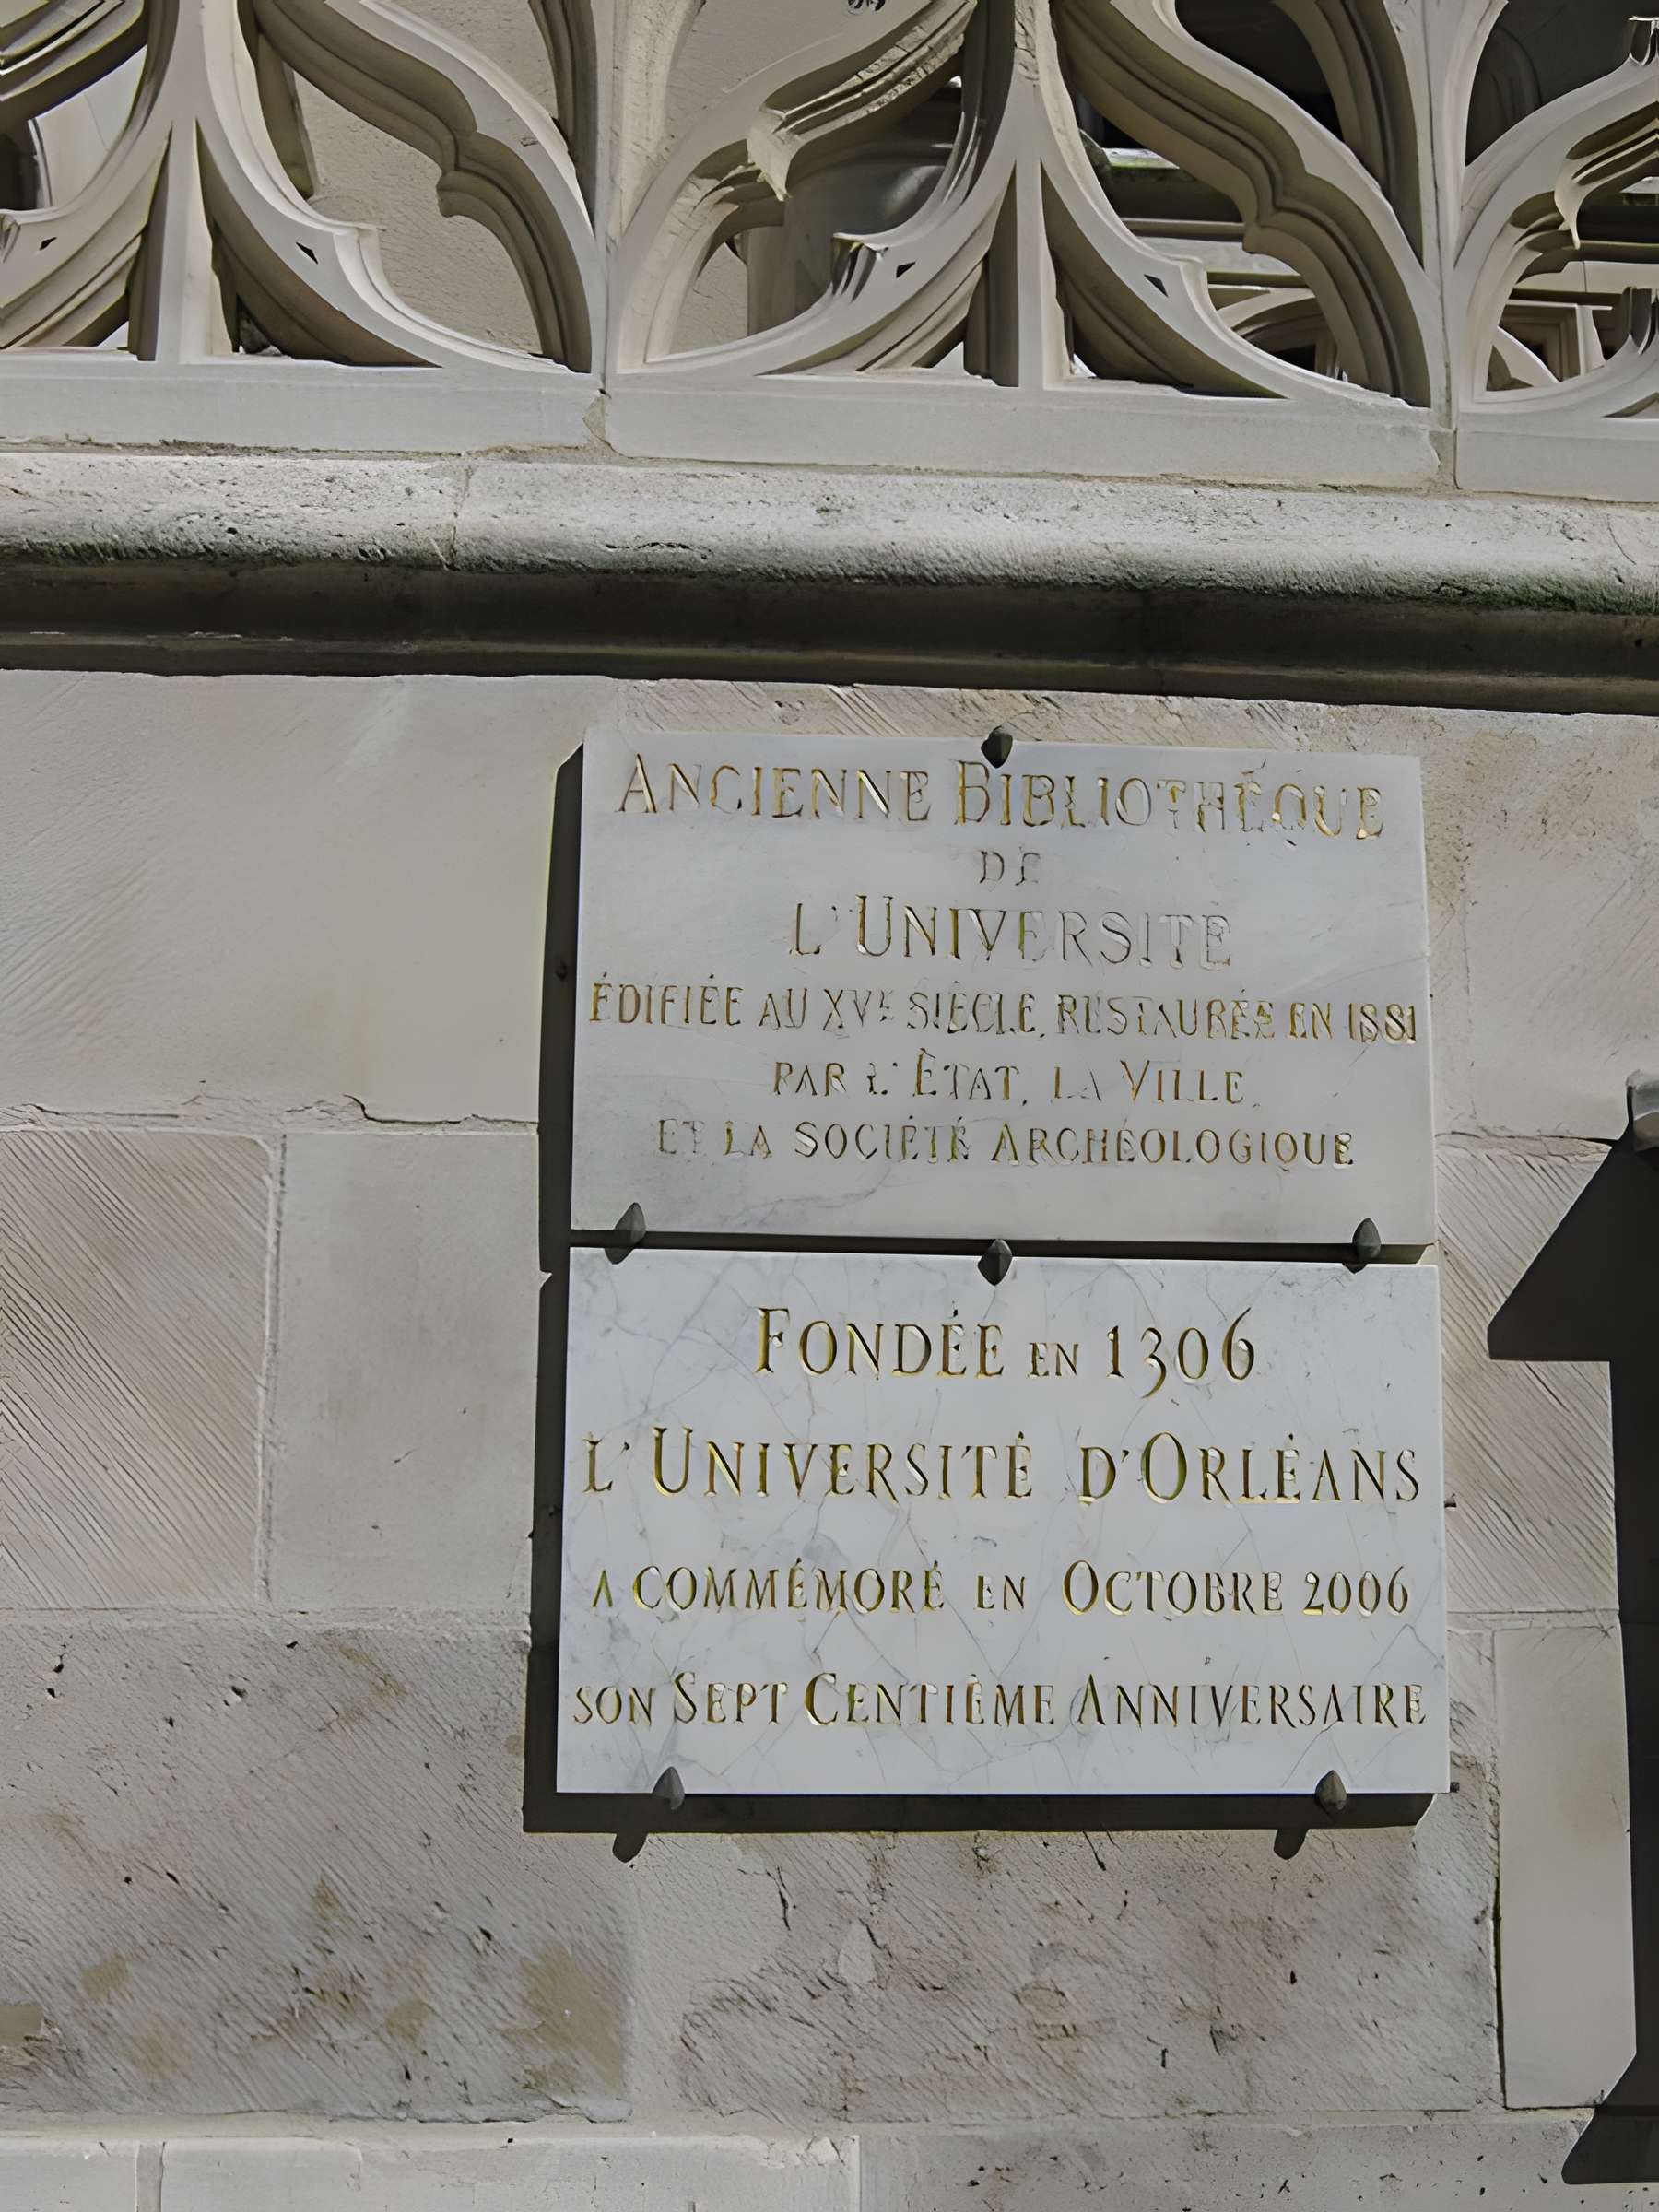 ANCIENNE BIBLIOTHÈQUE
DE
L'UNIVERSITÉ
ÉDIFIÉE AU XVE SIÈCLE, RESTAURÉE EN 1881
PAR L'ÉTAT, LA VILLE,
ET LA SOCIÉTÉ ARCHÉOLOGIQUE
FONDÉE EN 1306
L'UNIVERSITÉ D'ORLÉANS
A COMMÉMORÉ EN OCTOBRE 2006
SON SEPT CENTIÈME ANNIVERSAIRE